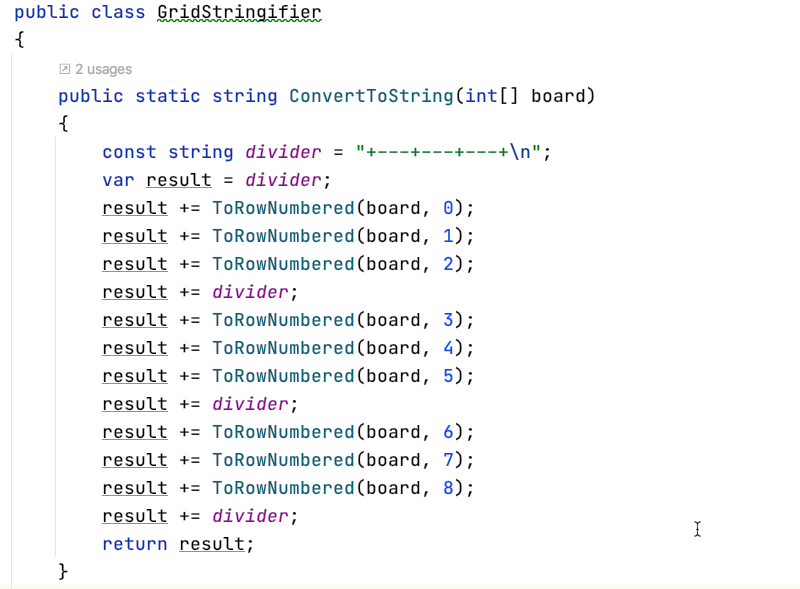 public class GridStringifier
{
2 usages
public static string ConvertToString(int[] board)
{
const string divider = "+---+---+---+\n";
var result = divider;
result += ToRowNumbered(board, 0);
result += ToRowNumbered(board, 1);
result += ToRowNumbered(board, 2);
result += divider;
result += ToRowNumbered(board, 3);
result += ToRowNumbered(board, 4);
result += ToRowNumbered(board, 5);
result += divider;
result += ToRowNumbered(board, 6);
result += ToRowNumbered(board, 7);
result += ToRowNumbered(board, 8);
result += divider;
return result;
}